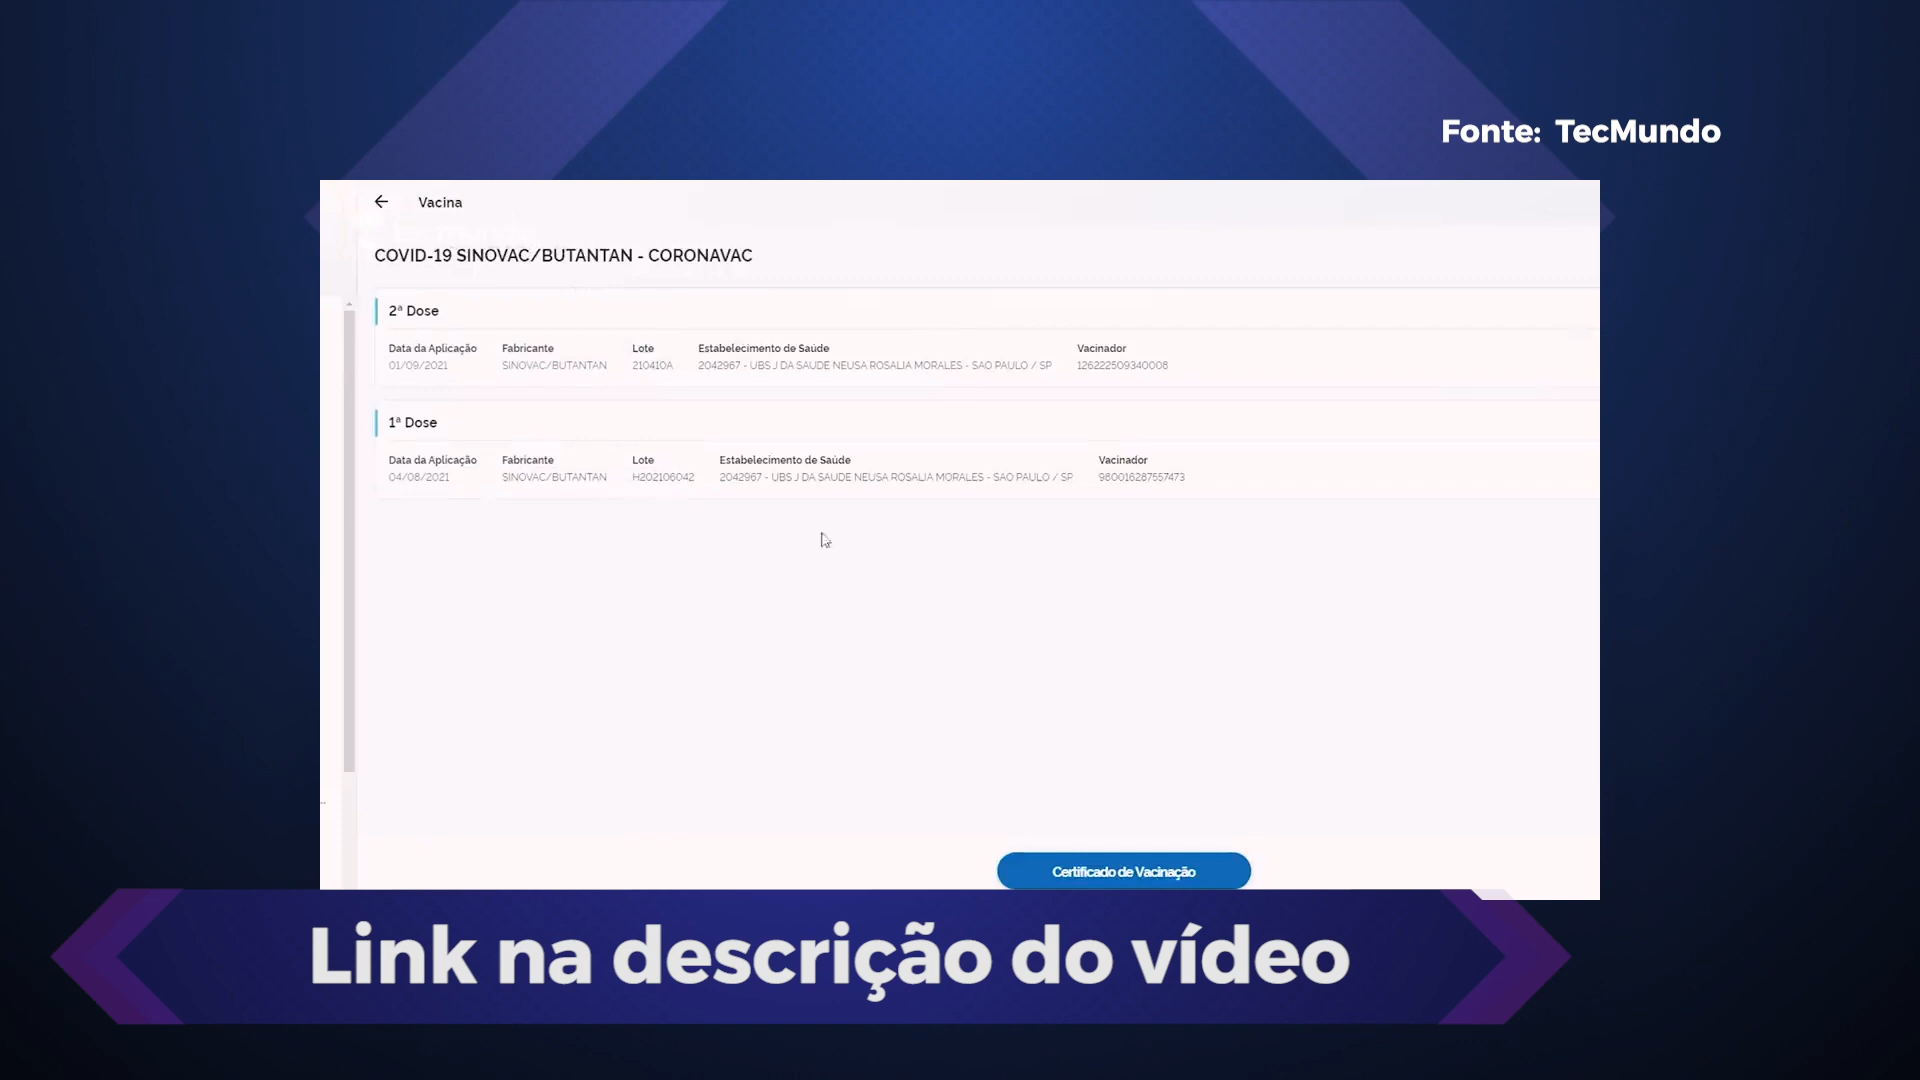 Fonte: TecMundo
Vacina
COVID-19 SINOVAC/BUTANTAN - CORONAVAC
2ª Dose
Data da Aplicação Fabricante Lote Estabelecimento de Saúde Vacinador
01/09/2021 SINOVAC/BUTANTAN 210410A 2042967 - UBS J DA SAUDE NEUSA ROSALIA MORALES - SAO PAULO / SP 126222509340008
1ª Dose
Data da Aplicação Fabricante Lote Estabelecimento de Saúde Vacinador
04/08/2021 SINOVAC/BUTANTAN H202106042 2042967 - UBS J DA SAUDE NEUSA ROSALIA MORALES - SAO PAULO / SP 980016287557473
Certificado de Vacinação
Link na descrição do vídeo